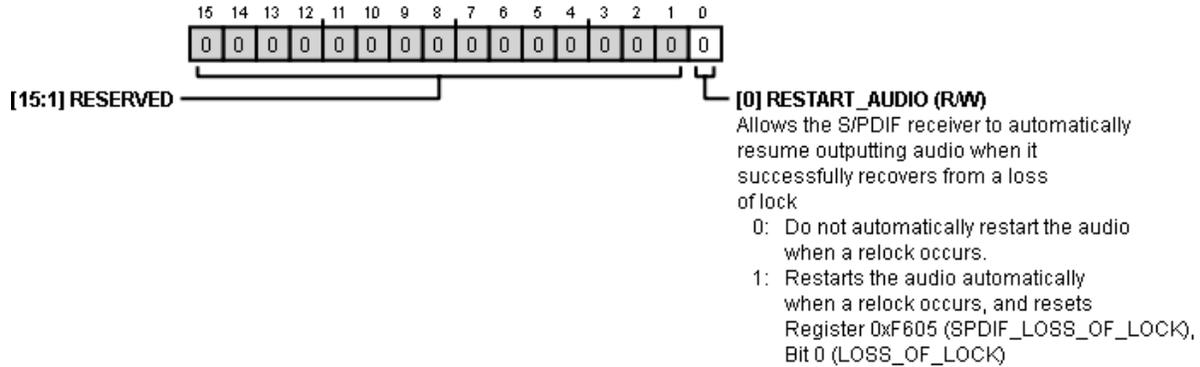 15 14 13 12 11 10 9 8 7 6 5 4 3 2 1 0
0 0 0 0 0 0 0 0 0 0 0 0 0 0 0 0
[15:1] RESERVED
[0] RESTART_AUDIO (R/W)
Allows the S/PDIF receiver to automatically
resume outputting audio when it
successfully recovers from a loss
of lock
0: Do not automatically restart the audio
when a relock occurs.
1: Restarts the audio automatically
when a relock occurs, and resets
Register 0xF605 (SPDIF_LOSS_OF_LOCK),
Bit 0 (LOSS_OF_LOCK)